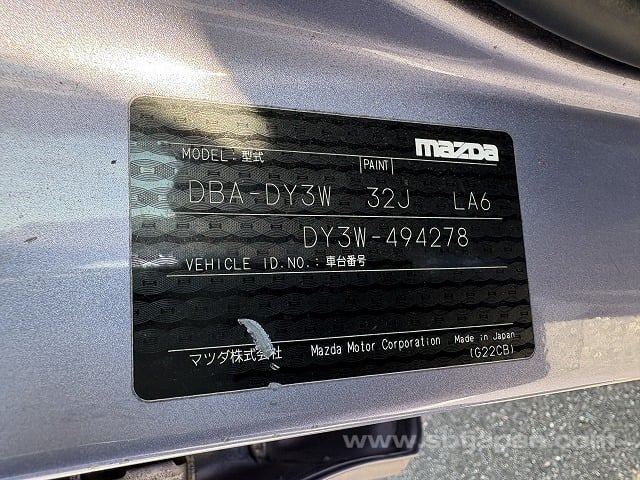 mazda
MODEL:型式 PAINT
DBA-DY3W 32J LA6
DY3W-494278
VEHICLE ID.NO.:車台番号
マツダ株式会社 Mazda Motor Corporation Made in Japan
(G22CB)
www.sbtjapan.com